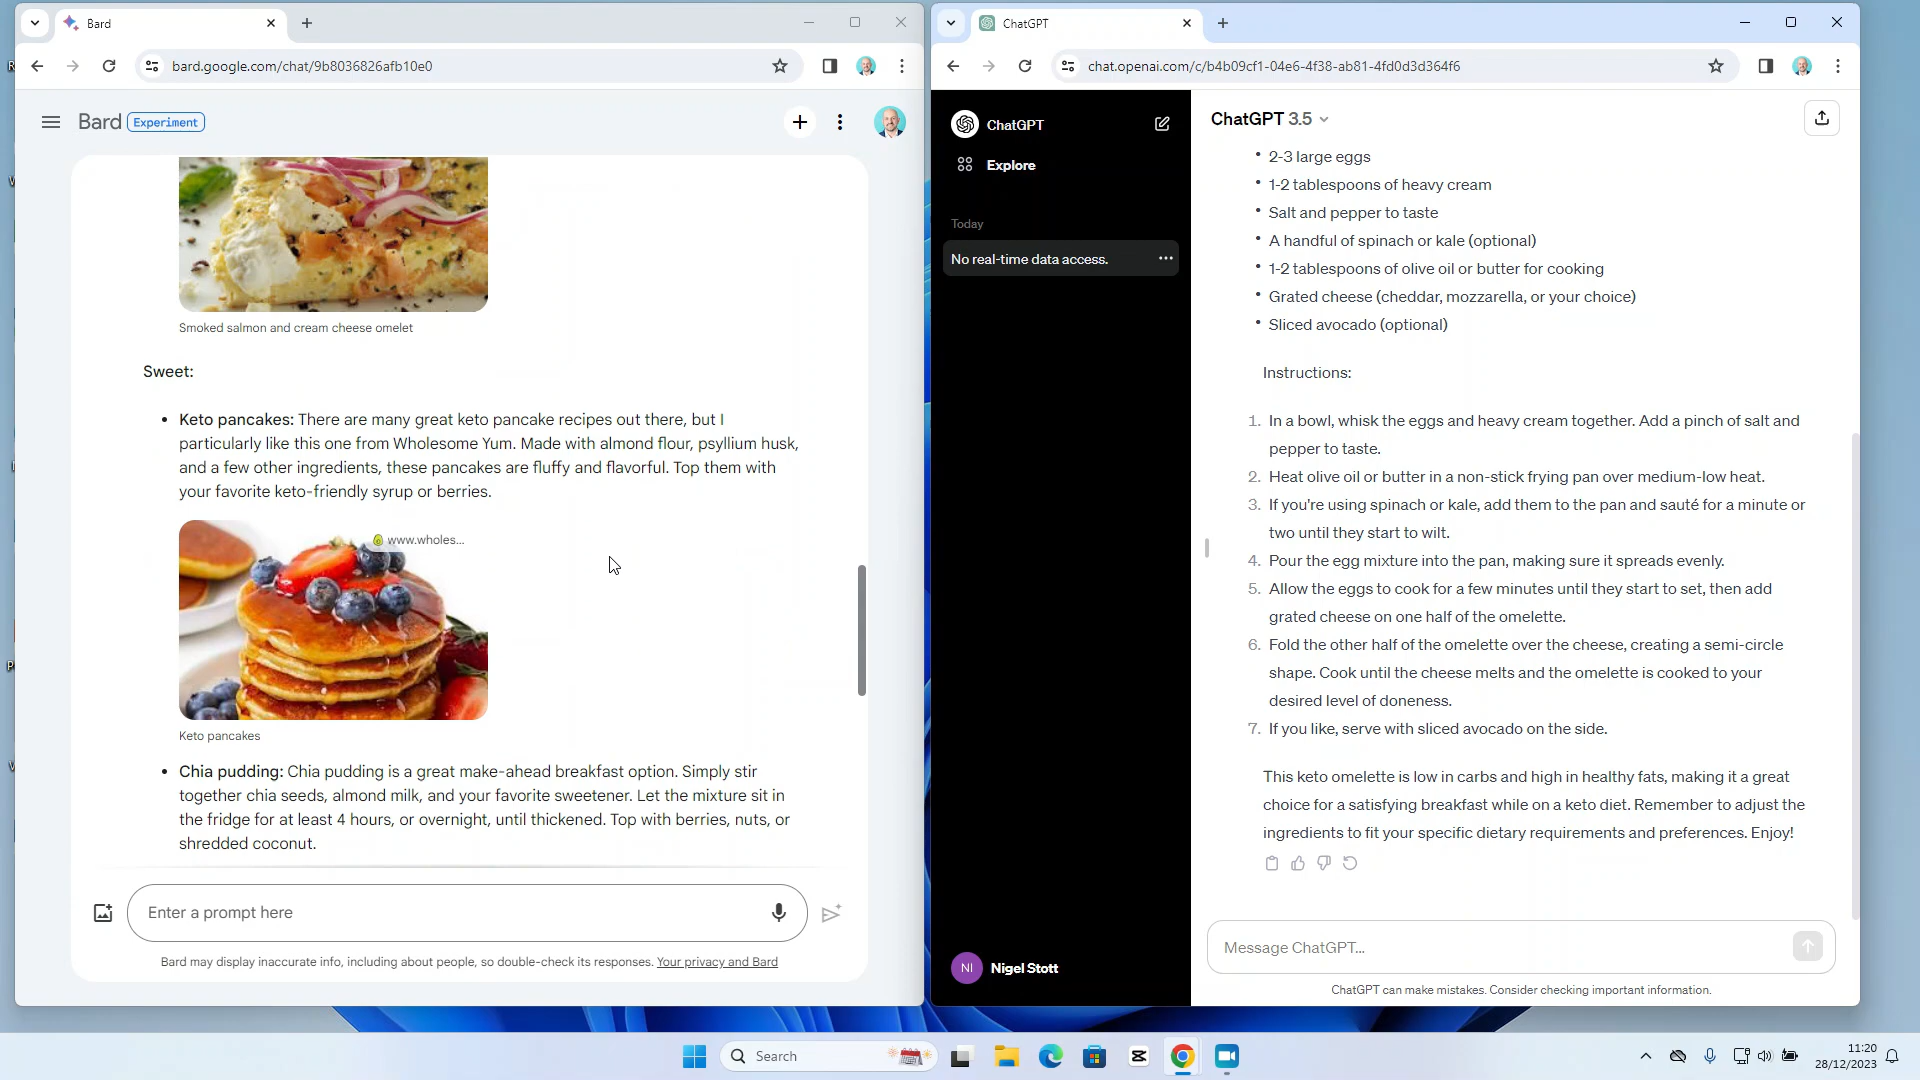 Bard
bard.google.com/chat/9b8036826afb10e0
Bard Experiment
Smoked salmon and cream cheese omelet
Sweet:
• Keto pancakes: There are many great keto pancake recipes out there, but I
particularly like this one from Wholesome Yum. Made with almond flour, psyllium husk,
and a few other ingredients, these pancakes are fluffy and flavorful. Top them with
your favorite keto-friendly syrup or berries.
www.wholes...
Keto pancakes
• Chia pudding: Chia pudding is a great make-ahead breakfast option. Simply stir
together chia seeds, almond milk, and your favorite sweetener. Let the mixture sit in
the fridge for at least 4 hours, or overnight, until thickened. Top with berries, nuts, or
shredded coconut.
Enter a prompt here
Bard may display inaccurate info, including about people, so double-check its responses. Your privacy and Bard
ChatGPT
chat.openai.com/c/b4b09cf1-04e6-4f38-ab81-4fd0d3d364f6
ChatGPT
Explore
Today
No real-time data access.
NI Nigel Stott
ChatGPT 3.5
• 2-3 large eggs
• 1-2 tablespoons of heavy cream
• Salt and pepper to taste
• A handful of spinach or kale (optional)
• 1-2 tablespoons of olive oil or butter for cooking
• Grated cheese (cheddar, mozzarella, or your choice)
• Sliced avocado (optional)
Instructions:
1. In a bowl, whisk the eggs and heavy cream together. Add a pinch of salt and
pepper to taste.
2. Heat olive oil or butter in a non-stick frying pan over medium-low heat.
3. If you're using spinach or kale, add them to the pan and sauté for a minute or
two until they start to wilt.
4. Pour the egg mixture into the pan, making sure it spreads evenly.
5. Allow the eggs to cook for a few minutes until they start to set, then add
grated cheese on one half of the omelette.
6. Fold the other half of the omelette over the cheese, creating a semi-circle
shape. Cook until the cheese melts and the omelette is cooked to your
desired level of doneness.
7. If you like, serve with sliced avocado on the side.
This keto omelette is low in carbs and high in healthy fats, making it a great
choice for a satisfying breakfast while on a keto diet. Remember to adjust the
ingredients to fit your specific dietary requirements and preferences. Enjoy!
Message ChatGPT...
ChatGPT can make mistakes. Consider checking important information.
Search
11:20
28/12/2023